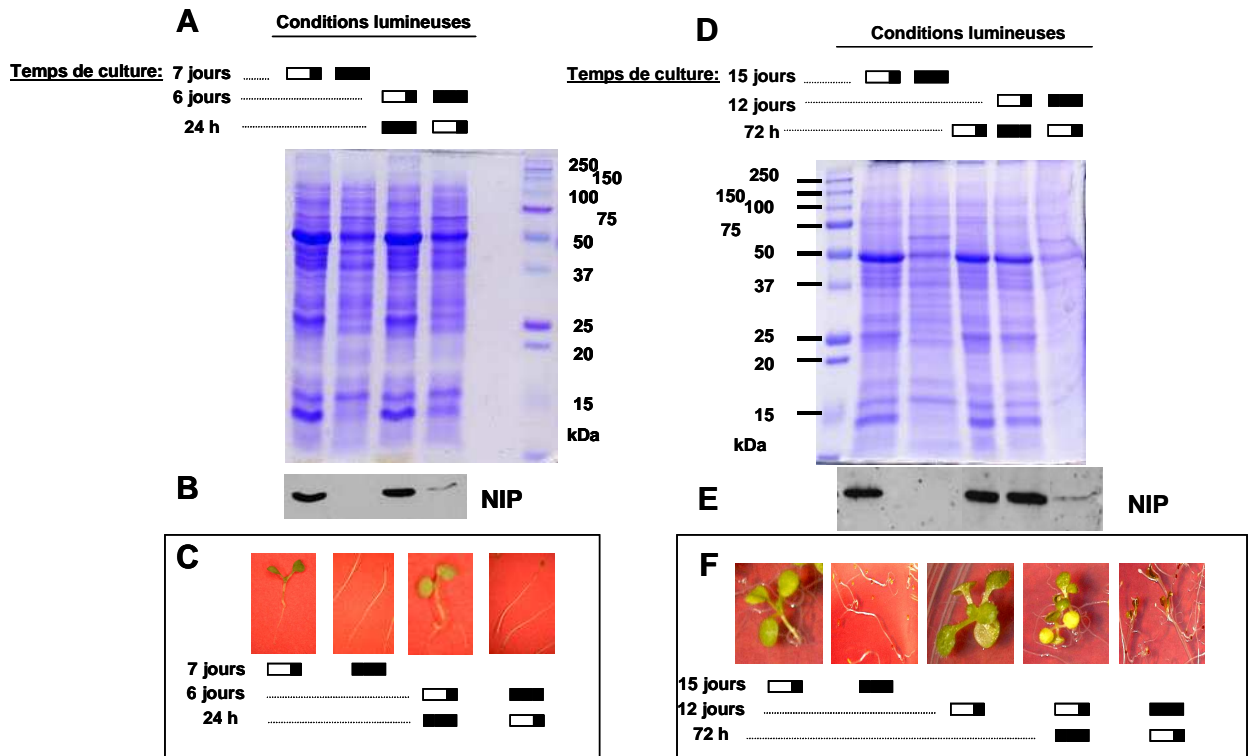 A
Conditions lumineuses
Temps de culture: 7 jours
6 jours
24 h
250
150
100
75
50
37
25
20
15
kDa
B
NIP
C
7 jours
6 jours
24 h
D
Conditions lumineuses
Temps de culture: 15 jours
12 jours
72 h
250
150
100
75
50
37
25
20
15
kDa
E
NIP
F
15 jours
12 jours
72 h